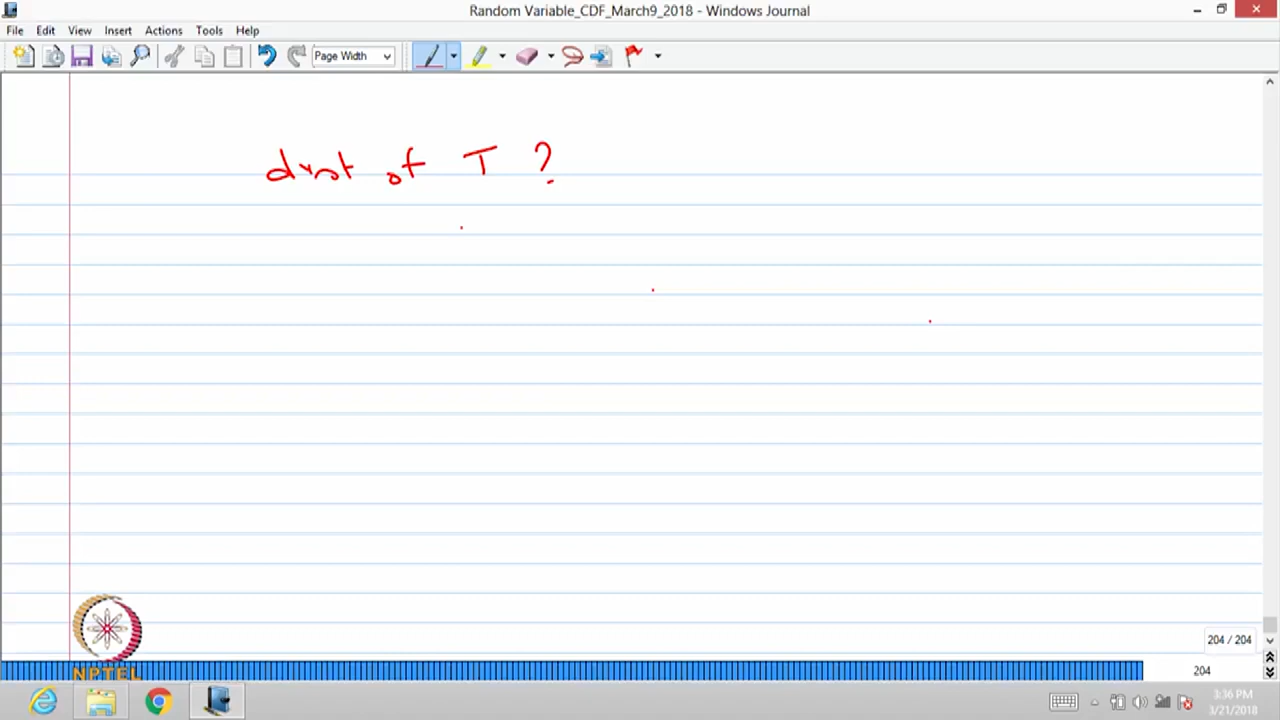 Random Variable_CDF_March9_2018 - Windows Journal
File Edit View Insert Actions Tools Help
Page Width
dist of T ?
204 / 204
204
NPTEL
3:36 PM
3/21/2018